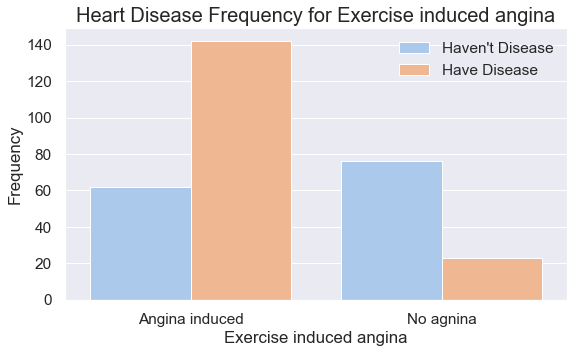 Heart Disease Frequency for Exercise induced angina
Haven't Disease
Have Disease
Frequency
140
120
100
80
60
40
20
0
Angina induced No agnina
Exercise induced angina